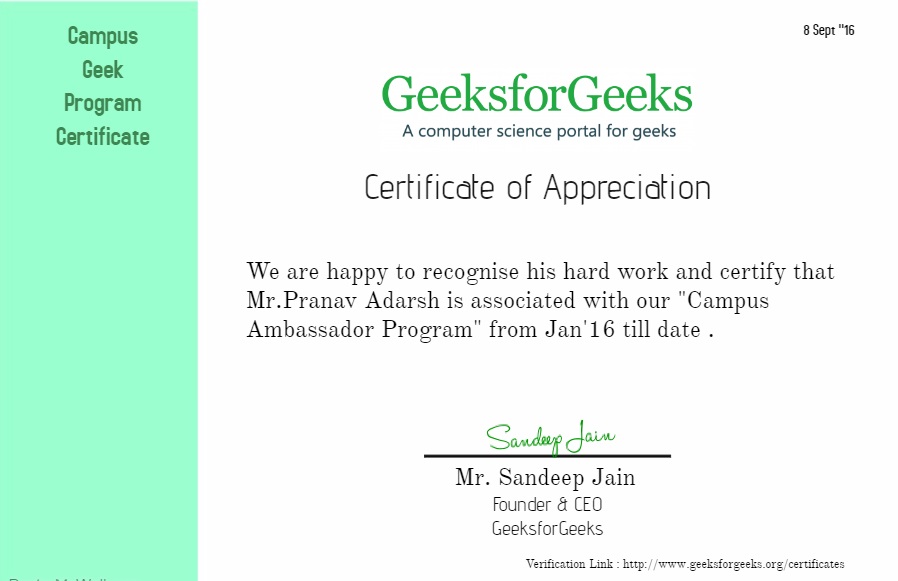 Campus
Geek
Program
Certificate
8 Sept "16
GeeksforGeeks
A computer science portal for geeks
Certificate of Appreciation
We are happy to recognise his hard work and certify that
Mr.Pranav Adarsh is associated with our "Campus
Ambassador Program" from Jan'16 till date .
Sandeep Jain
Mr. Sandeep Jain
Founder & CEO
GeeksforGeeks
Verification Link : http://www.geeksforgeeks.org/certificates